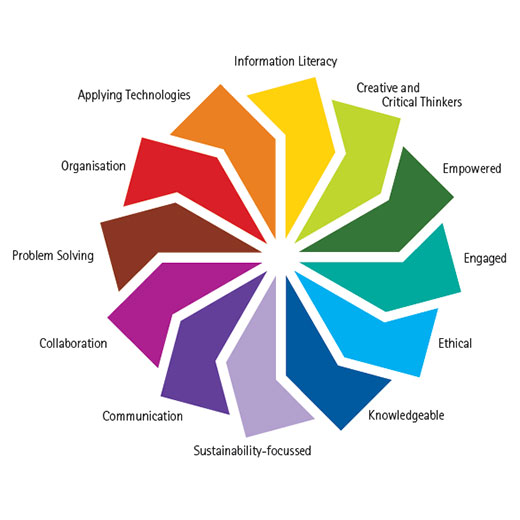 Information Literacy
Creative and
Critical Thinkers
Empowered
Engaged
Ethical
Knowledgeable
Sustainability-focussed
Communication
Collaboration
Problem Solving
Organisation
Applying Technologies